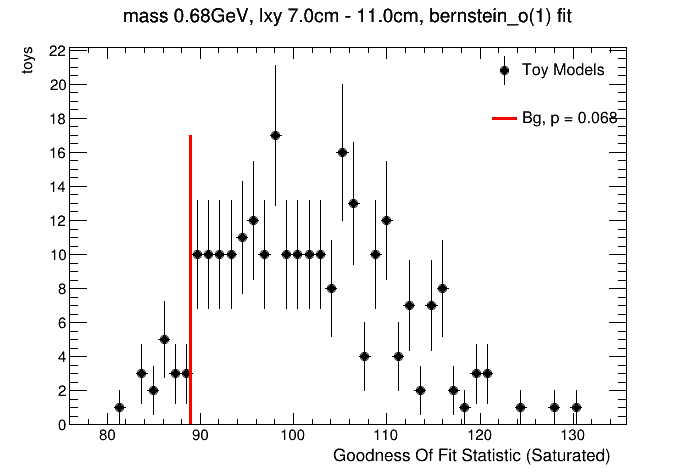 mass 0.68GeV, lxy 7.0cm - 11.0cm, bernstein_o(1) fit
toys
22
20
18
16
14
12
10
8
6
4
2
0
Toy Models
Bg, p = 0.068
80 90 100 110 120 130
Goodness Of Fit Statistic (Saturated)